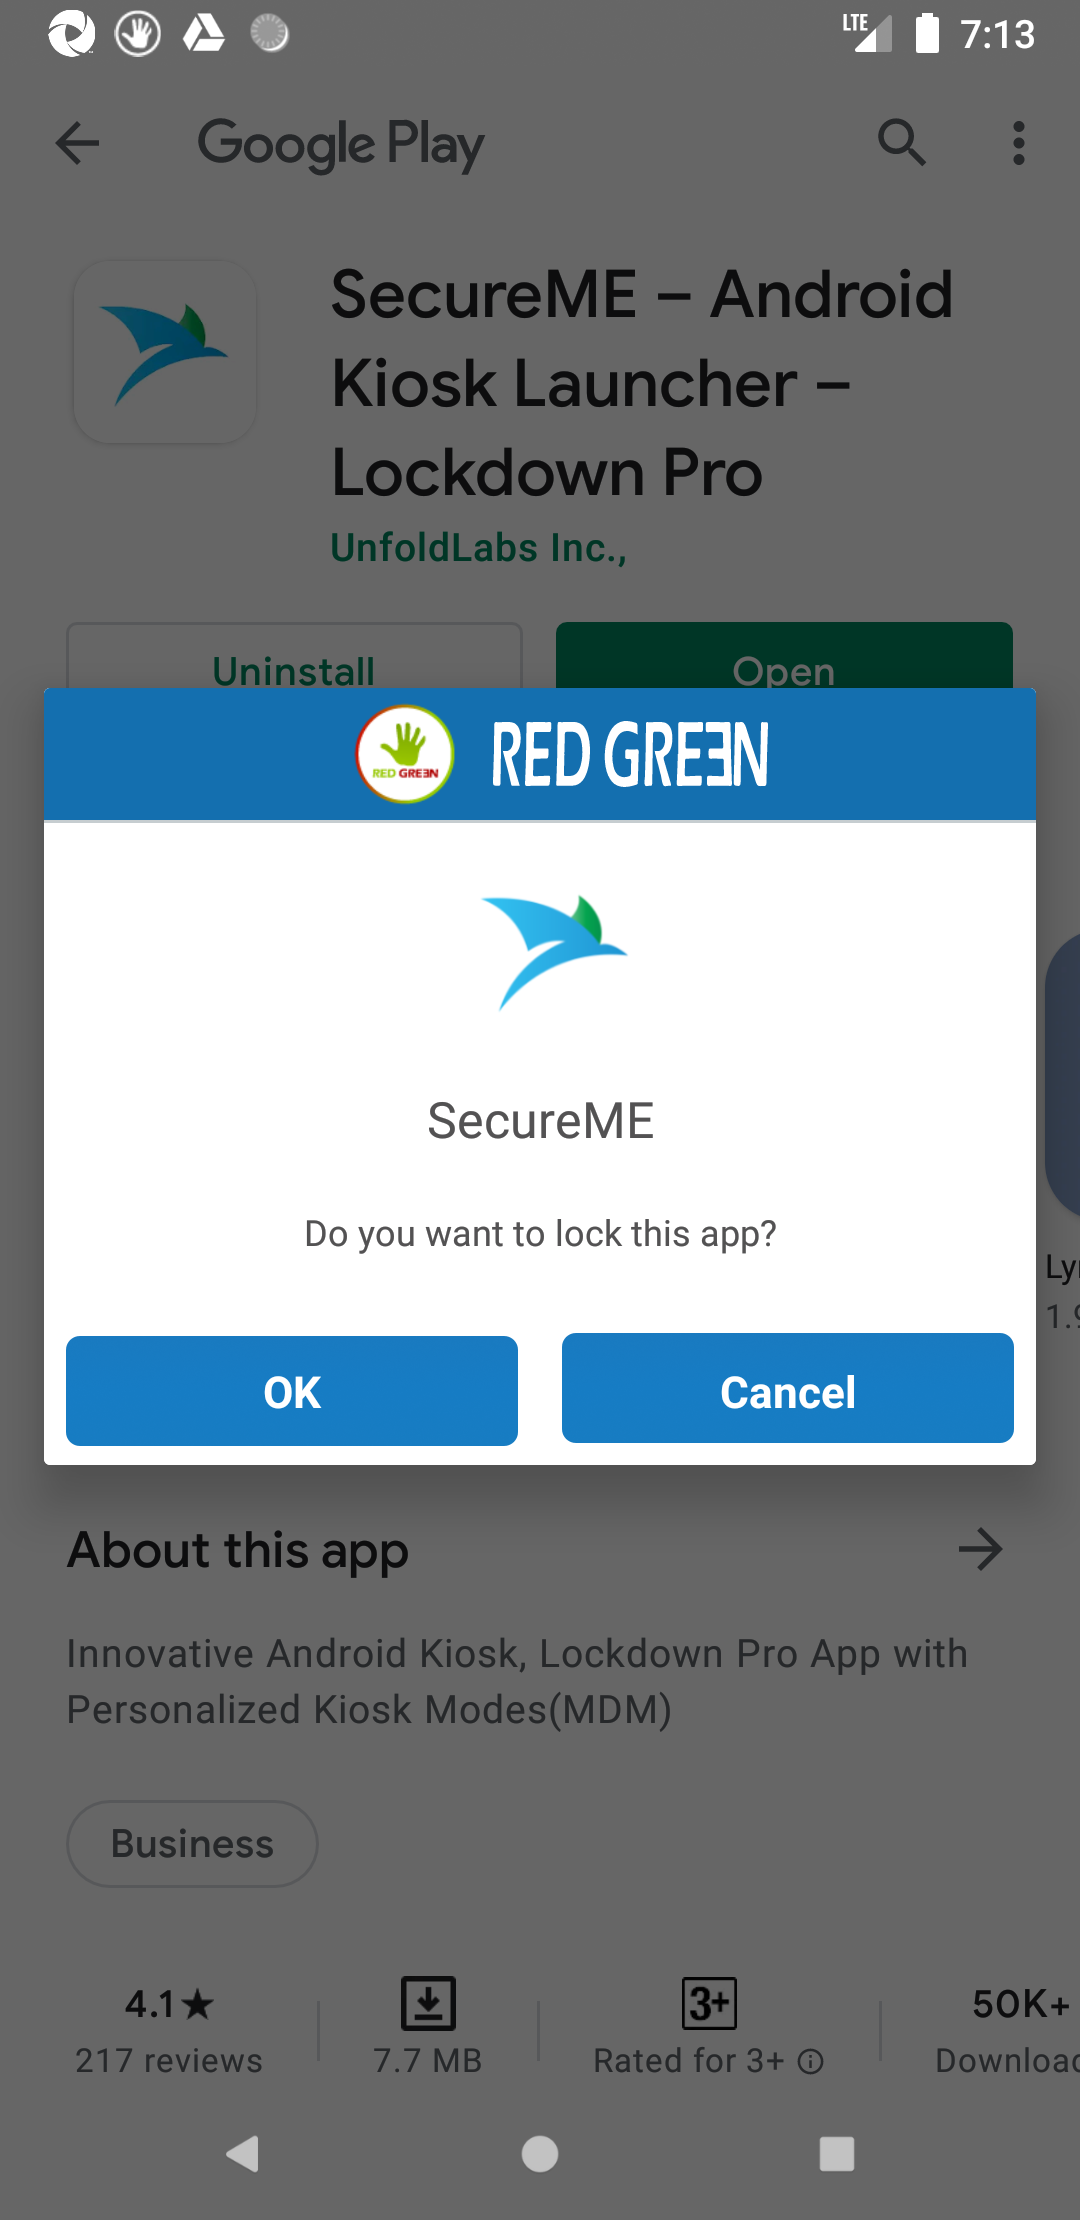 LTE 7:13
Google Play
SecureME – Android
Kiosk Launcher –
Lockdown Pro
UnfoldLabs Inc.,
Uninstall
Open
RED GREEN
RED GREƎN
SecureME
Do you want to lock this app?
OK
Cancel
Ly
1.9
About this app
Innovative Android Kiosk, Lockdown Pro App with
Personalized Kiosk Modes(MDM)
Business
4.1★
217 reviews
7.7 MB
3+
Rated for 3+
50K+
Downloa